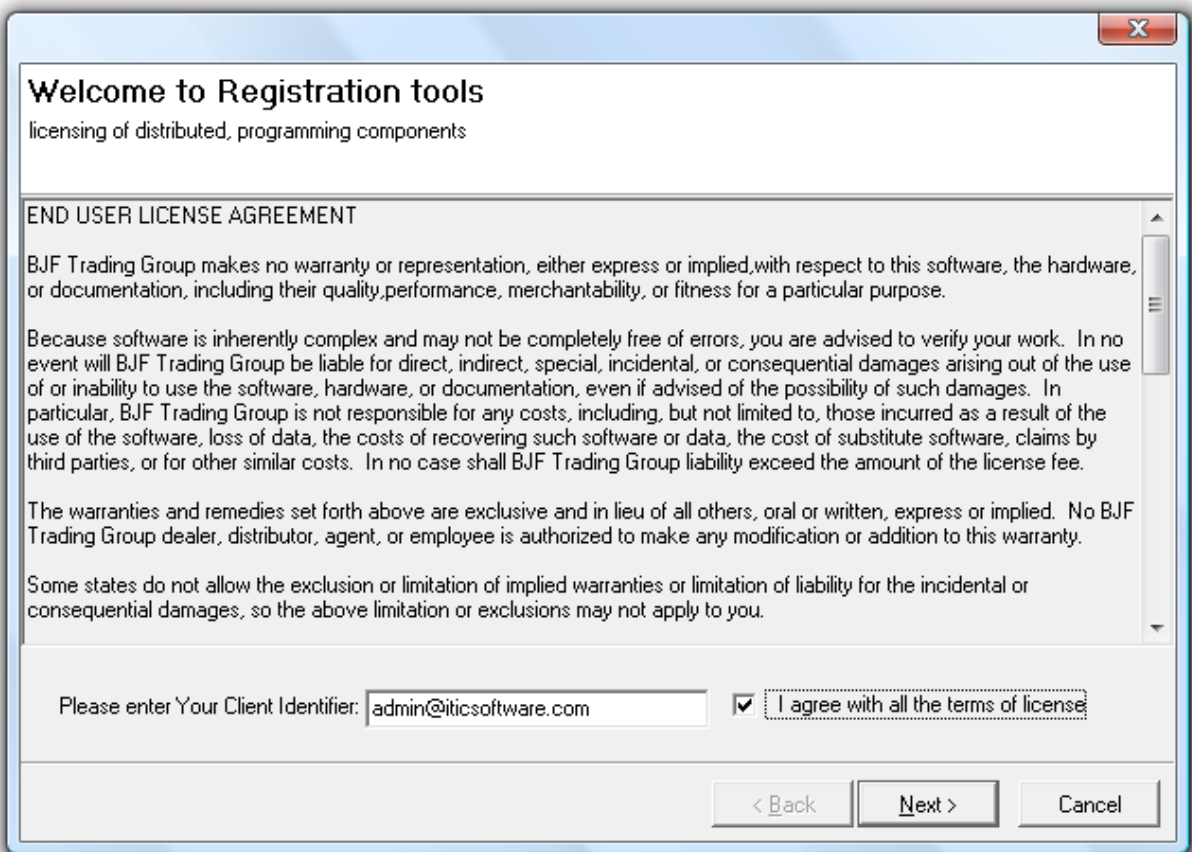 Welcome to Registration tools
licensing of distributed, programming components
END USER LICENSE AGREEMENT
BJF Trading Group makes no warranty or representation, either express or implied,with respect to this software, the hardware,
or documentation, including their quality,performance, merchantability, or fitness for a particular purpose.
Because software is inherently complex and may not be completely free of errors, you are advised to verify your work.  In no
event will BJF Trading Group be liable for direct, indirect, special, incidental, or consequential damages arising out of the use
of or inability to use the software, hardware, or documentation, even if advised of the possibility of such damages.  In
particular, BJF Trading Group is not responsible for any costs, including, but not limited to, those incurred as a result of the
use of the software, loss of data, the costs of recovering such software or data, the cost of substitute software, claims by
third parties, or for other similar costs.  In no case shall BJF Trading Group liability exceed the amount of the license fee.
The warranties and remedies set forth above are exclusive and in lieu of all others, oral or written, express or implied.  No BJF
Trading Group dealer, distributor, agent, or employee is authorized to make any modification or addition to this warranty.
Some states do not allow the exclusion or limitation of implied warranties or limitation of liability for the incidental or
consequential damages, so the above limitation or exclusions may not apply to you.
Please enter Your Client Identifier: admin@iticsoftware.com I agree with all the terms of license
< Back Next > Cancel